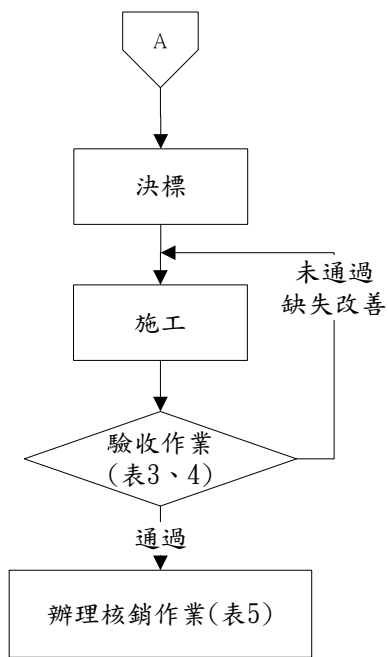 A
決標
未通過
缺失改善
施工
驗收作業
(表3、4)
通過
辦理核銷作業(表5)